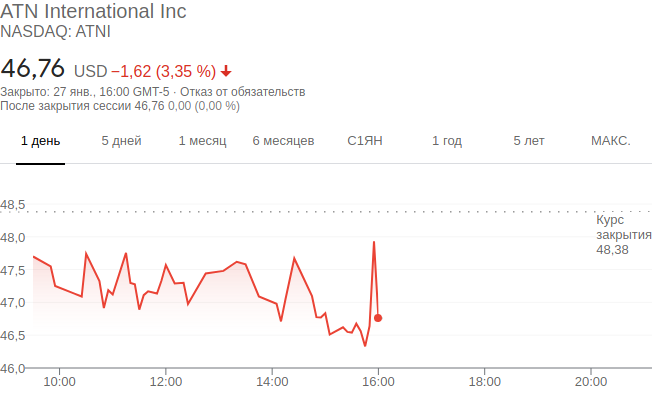 ATN International Inc
NASDAQ: ATNI
46,76 USD −1,62 (3,35 %)
Закрыто: 27 янв., 16:00 GMT-5 · Отказ от обязательств
После закрытия сессии 46,76 0,00 (0,00 %)
1 день 5 дней 1 месяц 6 месяцев С1ЯН 1 год 5 лет МАКС.
48,5
Курс
закрытия
48,38
48,0
47,5
47,0
46,5
46,0
10:00 12:00 14:00 16:00 18:00 20:00